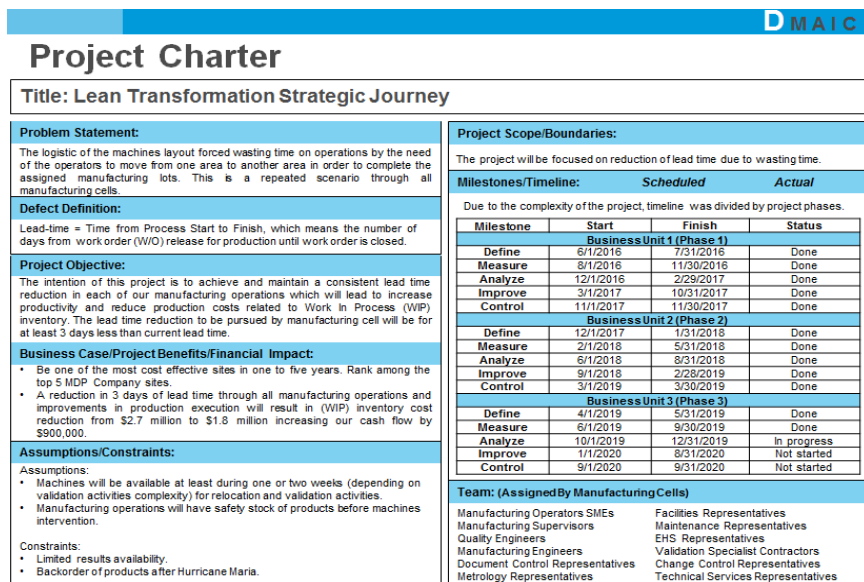 DMAIC
Project Charter
Title: Lean Transformation Strategic Journey
Problem Statement:
The logistic of the machines layout forced wasting time on operations by the need
of the operators to move from one area to another area in order to complete the
assigned manufacturing lots. This is a repeated scenario through all
manufacturing cells.
Defect Definition:
Lead-time = Time from Process Start to Finish, which means the number of
days from work order (W/O) release for production until work order is closed.
Project Objective:
The intention of this project is to achieve and maintain a consistent lead time
reduction in each of our manufacturing operations which will lead to increase
productivity and reduce production costs related to Work In Process (WIP)
inventory. The lead time reduction to be pursued by manufacturing cell will be for
at least 3 days less than current lead time.
Business Case/Project Benefits/Financial Impact:
• Be one of the most cost effective sites in one to five years. Rank among the
top 5 MDP Company sites.
• A reduction in 3 days of lead time through all manufacturing operations and
improvements in production execution will result in (WIP) inventory cost
reduction from $2.7 million to $1.8 million increasing our cash flow by
$900,000.
Assumptions/Constraints:
Assumptions:
• Machines will be available at least during one or two weeks (depending on
validation activities complexity) for relocation and validation activities.
• Manufacturing operations will have safety stock of products before machines
intervention.
Constraints:
• Limited results availability.
• Backorder of products after Hurricane Maria.
Project Scope/Boundaries:
The project will be focused on reduction of lead time due to wasting time.
Milestones/Timeline: Scheduled Actual
Due to the complexity of the project, timeline was divided by project phases.
Milestone Start Finish Status
Business Unit 1 (Phase 1)
Define 6/1/2016 7/31/2016 Done
Measure 8/1/2016 11/30/2016 Done
Analyze 12/1/2016 2/29/2017 Done
Improve 3/1/2017 10/31/2017 Done
Control 11/1/2017 11/30/2017 Done
Business Unit 2 (Phase 2)
Define 12/1/2017 1/31/2018 Done
Measure 2/1/2018 5/31/2018 Done
Analyze 6/1/2018 8/31/2018 Done
Improve 9/1/2018 2/28/2019 Done
Control 3/1/2019 3/30/2019 Done
Business Unit 3 (Phase 3)
Define 4/1/2019 5/31/2019 Done
Measure 6/1/2019 9/30/2019 Done
Analyze 10/1/2019 12/31/2019 In progress
Improve 1/1/2020 8/31/2020 Not started
Control 9/1/2020 9/31/2020 Not started
Team: (Assigned By Manufacturing Cells)
Manufacturing Operators SMEs Facilities Representatives
Manufacturing Supervisors Maintenance Representatives
Quality Engineers EHS Representatives
Manufacturing Engineers Validation Specialist Contractors
Document Control Representatives Change Control Representatives
Metrology Representatives Technical Services Representatives